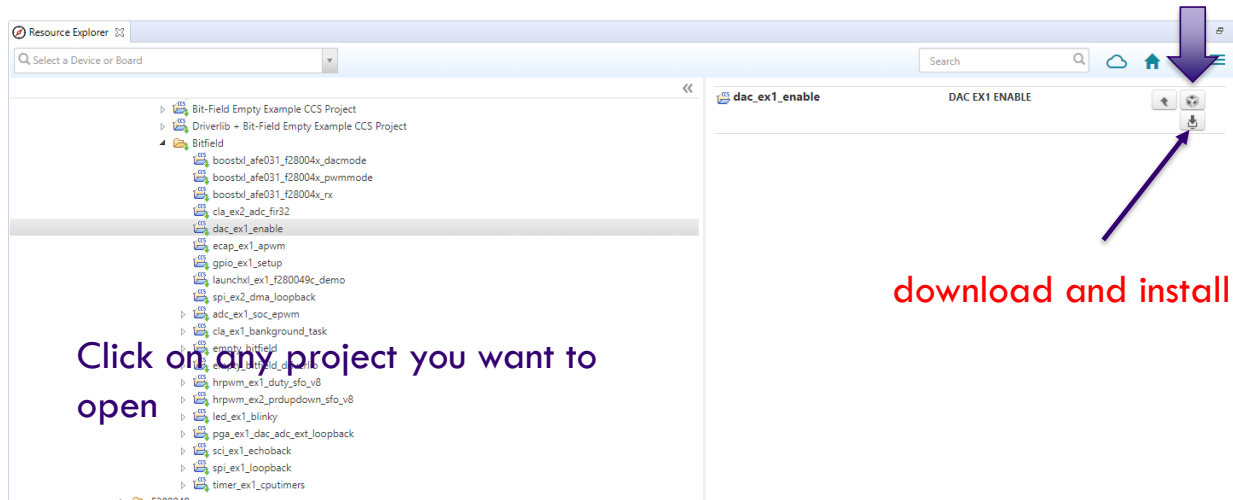 Resource Explorer
Select a Device or Board
Search
dac_ex1_enable
DAC EX1 ENABLE
Bit-Field Empty Example CCS Project
Driverlib + Bit-Field Empty Example CCS Project
Bitfield
boostxl_afe031_f28004x_dacmode
boostxl_afe031_f28004x_pwmmode
boostxl_afe031_f28004x_rx
cla_ex2_adc_fir32
dac_ex1_enable
ecap_ex1_apwm
gpio_ex1_setup
launchxl_ex1_f280049c_demo
spi_ex2_dma_loopback
adc_ex1_soc_epwm
cla_ex1_bankground_task
empty_bitfield
hrpwm_ex1_duty_sfo_v8
hrpwm_ex2_prdupdown_sfo_v8
led_ex1_blinky
pga_ex1_dac_adc_ext_loopback
sci_ex1_echoback
spi_ex1_loopback
timer_ex1_cputimers
Click on any project you want to
open
download and install